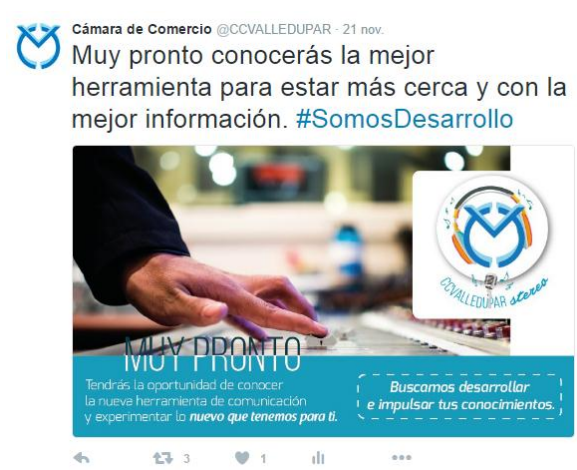 Cámara de Comercio @CCVALLEDUPAR · 21 nov.
Muy pronto conocerás la mejor
herramienta para estar más cerca y con la
mejor información. #SomosDesarrollo
CCVALLEDUPAR stereo
MUY PRONTO
Tendrás la oportunidad de conocer
la nueva herramienta de comunicación
y experimentar lo nuevo que tenemos para ti.
Buscamos desarrollar
e impulsar tus conocimientos.
3
1